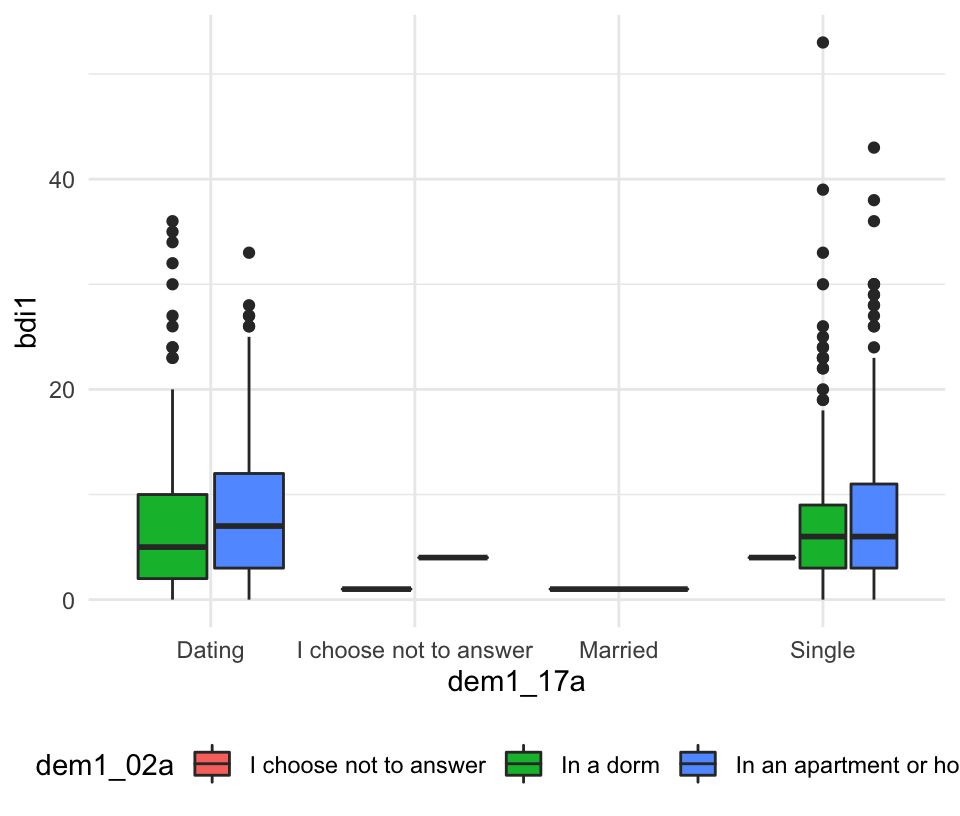 40
20
0
bdi1
Dating I choose not to answer Married Single
dem1_17a
dem1_02a I choose not to answer In a dorm In an apartment or ho